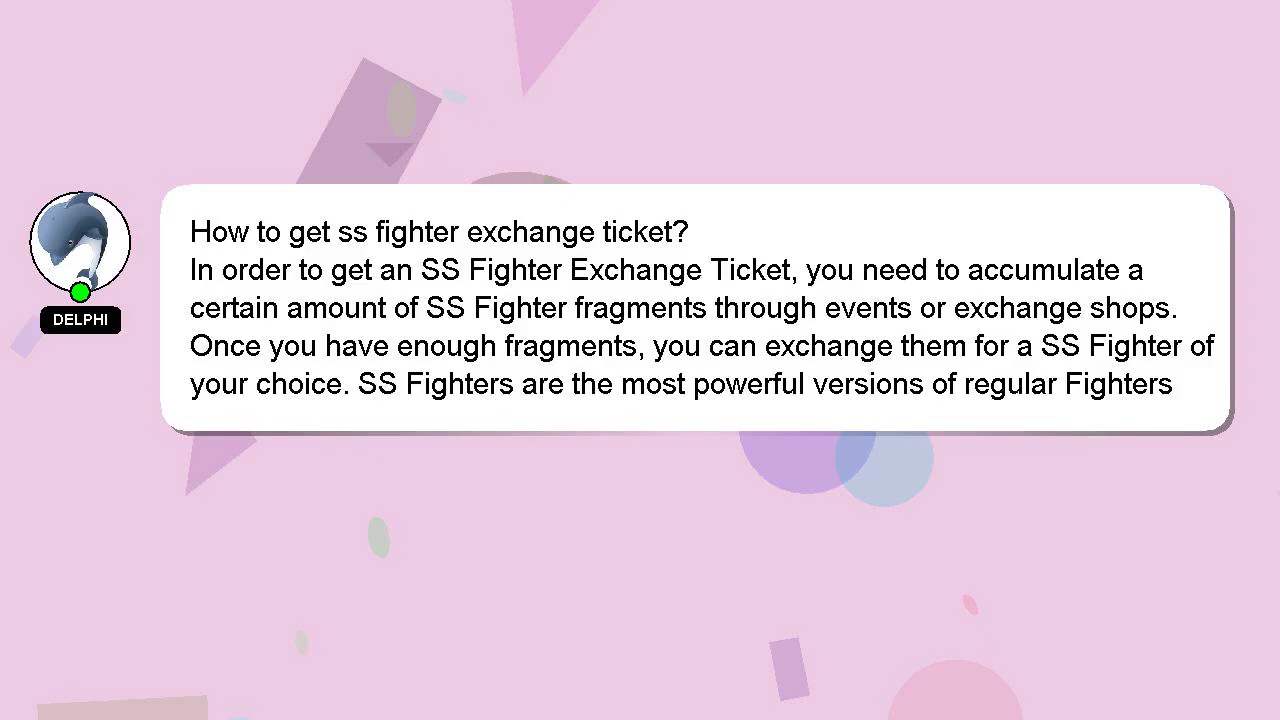 How to get ss fighter exchange ticket?
In order to get an SS Fighter Exchange Ticket, you need to accumulate a
certain amount of SS Fighter fragments through events or exchange shops.
Once you have enough fragments, you can exchange them for a SS Fighter of
your choice. SS Fighters are the most powerful versions of regular Fighters
DELPHI